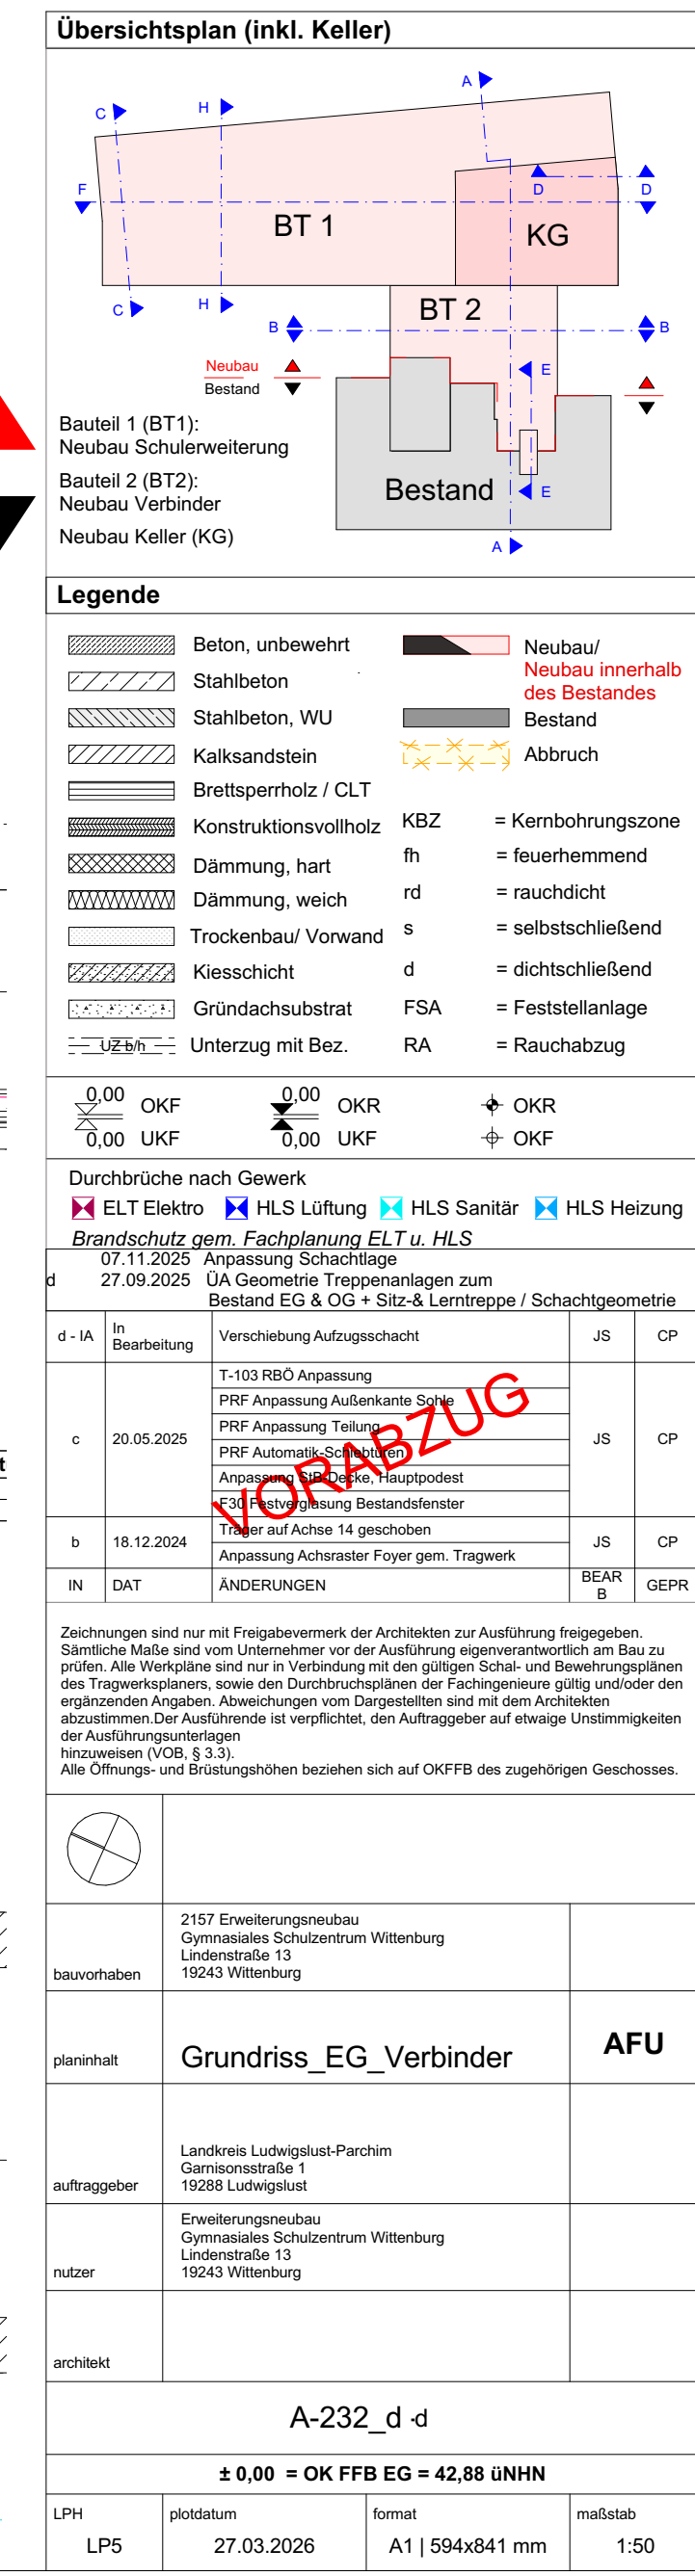 Übersichtsplan (inkl. Keller)
A
C
H
F
D
D
BT 1
KG
C
H
BT 2
B
B
Neubau
Bestand
E
Bauteil 1 (BT1):
Neubau Schulerweiterung
Bauteil 2 (BT2):
Neubau Verbinder
Neubau Keller (KG)
Bestand
E
A
Legende
Beton, unbewehrt
Stahlbeton
Stahlbeton, WU
Kalksandstein
Brettsperrholz / CLT
Konstruktionsvollholz
Dämmung, hart
Dämmung, weich
Trockenbau/ Vorwand
Kiesschicht
Gründachsubstrat
UZ b/h Unterzug mit Bez.
Neubau/
Neubau innerhalb
des Bestandes
Bestand
Abbruch
KBZ = Kernbohrungszone
fh = feuerhemmend
rd = rauchdicht
s = selbstschließend
d = dichtschließend
FSA = Feststellanlage
RA = Rauchabzug
0,00 OKF 0,00 OKR OKR
0,00 UKF 0,00 UKF OKF
Durchbrüche nach Gewerk
ELT Elektro HLS Lüftung HLS Sanitär HLS Heizung
Brandschutz gem. Fachplanung ELT u. HLS
07.11.2025 Anpassung Schachtlage
d 27.09.2025 ÜA Geometrie Treppenanlagen zum
Bestand EG & OG + Sitz-& Lerntreppe / Schachtgeometrie
d - IA In Bearbeitung Verschiebung Aufzugsschacht JS CP
T-103 RBÖ Anpassung
PRF Anpassung Außenkante Sohle
PRF Anpassung Teilung
c 20.05.2025 JS CP
PRF Automatik-Schiebtüren
Anpassung StB-Decke, Hauptpodest
F30 Festverglasung Bestandsfenster
VORABZUG
Träger auf Achse 14 geschoben
b 18.12.2024 JS CP
Anpassung Achsraster Foyer gem. Tragwerk
IN DAT ÄNDERUNGEN BEARB GEPR
t
Zeichnungen sind nur mit Freigabevermerk der Architekten zur Ausführung freigegeben.
Sämtliche Maße sind vom Unternehmer vor der Ausführung eigenverantwortlich am Bau zu
prüfen. Alle Werkpläne sind nur in Verbindung mit den gültigen Schal- und Bewehrungsplänen
des Tragwerksplaners, sowie den Durchbruchsplänen der Fachingenieure gültig und/oder den
ergänzenden Angaben. Abweichungen vom Dargestellten sind mit dem Architekten
abzustimmen.Der Ausführende ist verpflichtet, den Auftraggeber auf etwaige Unstimmigkeiten
der Ausführungsunterlagen
hinzuweisen (VOB, § 3.3).
Alle Öffnungs- und Brüstungshöhen beziehen sich auf OKFFB des zugehörigen Geschosses.
2157 Erweiterungsneubau
Gymnasiales Schulzentrum Wittenburg
Lindenstraße 13
bauvorhaben 19243 Wittenburg
planinhalt Grundriss_EG_Verbinder AFU
Landkreis Ludwigslust-Parchim
Garnisonsstraße 1
auftraggeber 19288 Ludwigslust
Erweiterungsneubau
Gymnasiales Schulzentrum Wittenburg
Lindenstraße 13
nutzer 19243 Wittenburg
architekt
A-232_d -d
± 0,00 = OK FFB EG = 42,88 üNHN
LPH plotdatum format maßstab
LP5 27.03.2026 A1 | 594x841 mm 1:50